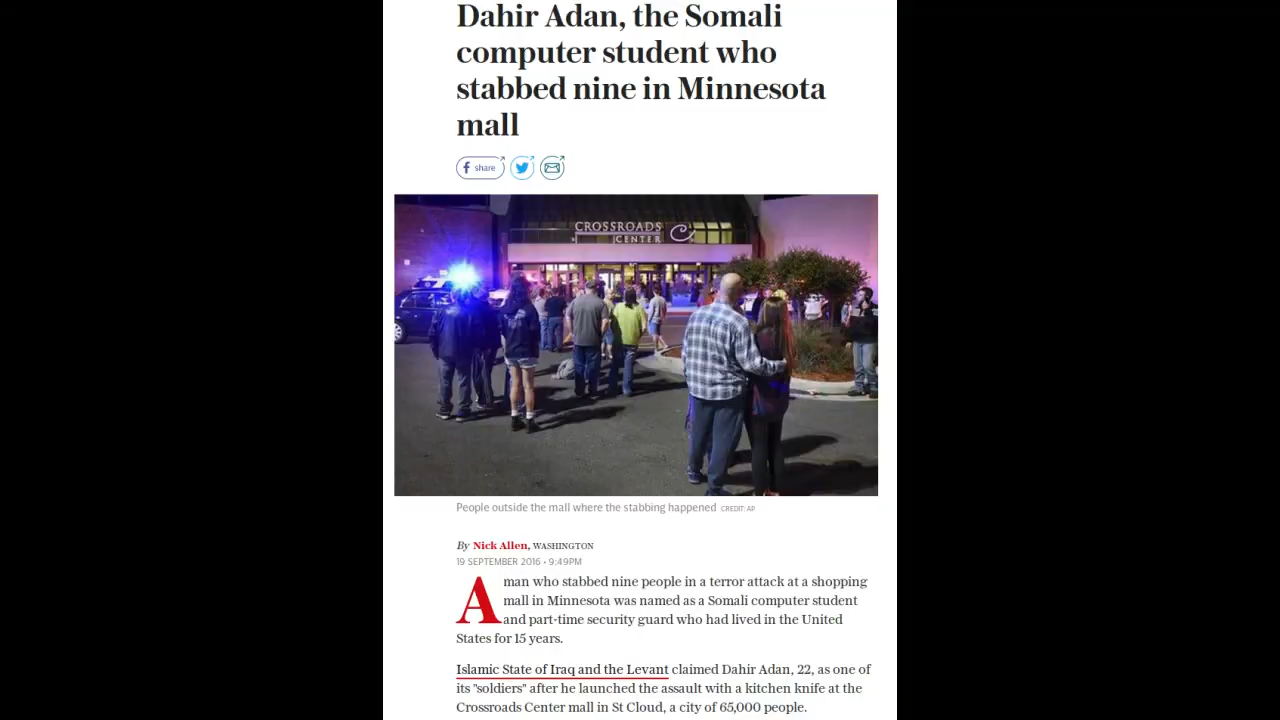 Dahir Adan, the Somali
computer student who
stabbed nine in Minnesota
mall
share
CROSSROADS
CENTER
People outside the mall where the stabbing happened CREDIT: AP
By Nick Allen, WASHINGTON
19 SEPTEMBER 2016 • 9:49PM
A man who stabbed nine people in a terror attack at a shopping
mall in Minnesota was named as a Somali computer student
and part-time security guard who had lived in the United
States for 15 years.
Islamic State of Iraq and the Levant claimed Dahir Adan, 22, as one of
its "soldiers" after he launched the assault with a kitchen knife at the
Crossroads Center mall in St Cloud, a city of 65,000 people.